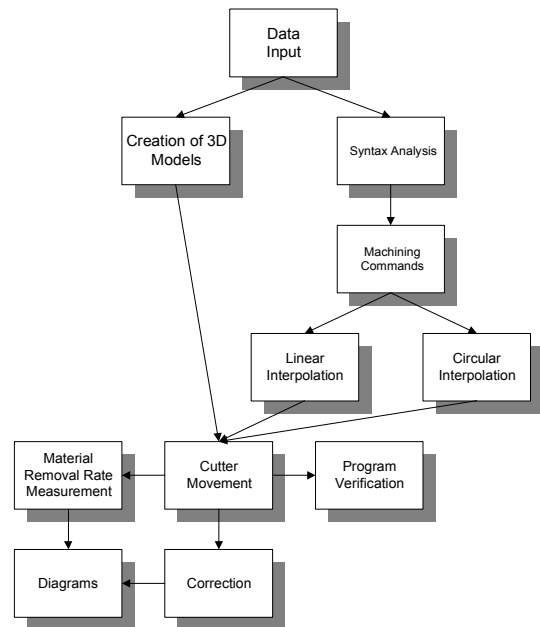 Data
Input
Creation of 3D
Models
Syntax Analysis
Machining
Commands
Linear
Interpolation
Circular
Interpolation
Material
Removal Rate
Measurement
Cutter
Movement
Program
Verification
Diagrams
Correction